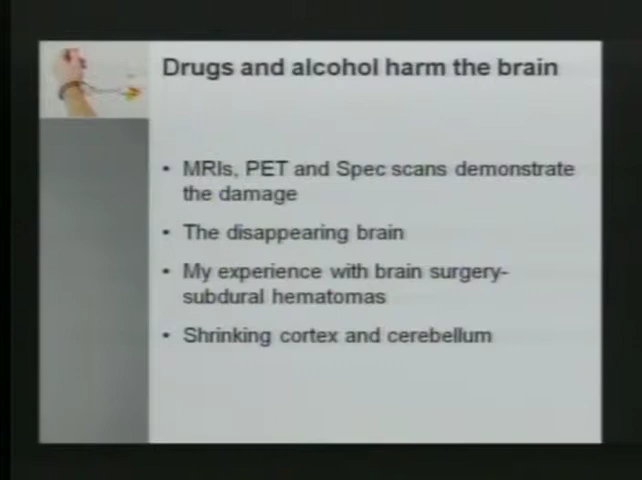 Drugs and alcohol harm the brain
• MRIs, PET and Spec scans demonstrate
the damage
• The disappearing brain
• My experience with brain surgery-
subdural hematomas
• Shrinking cortex and cerebellum